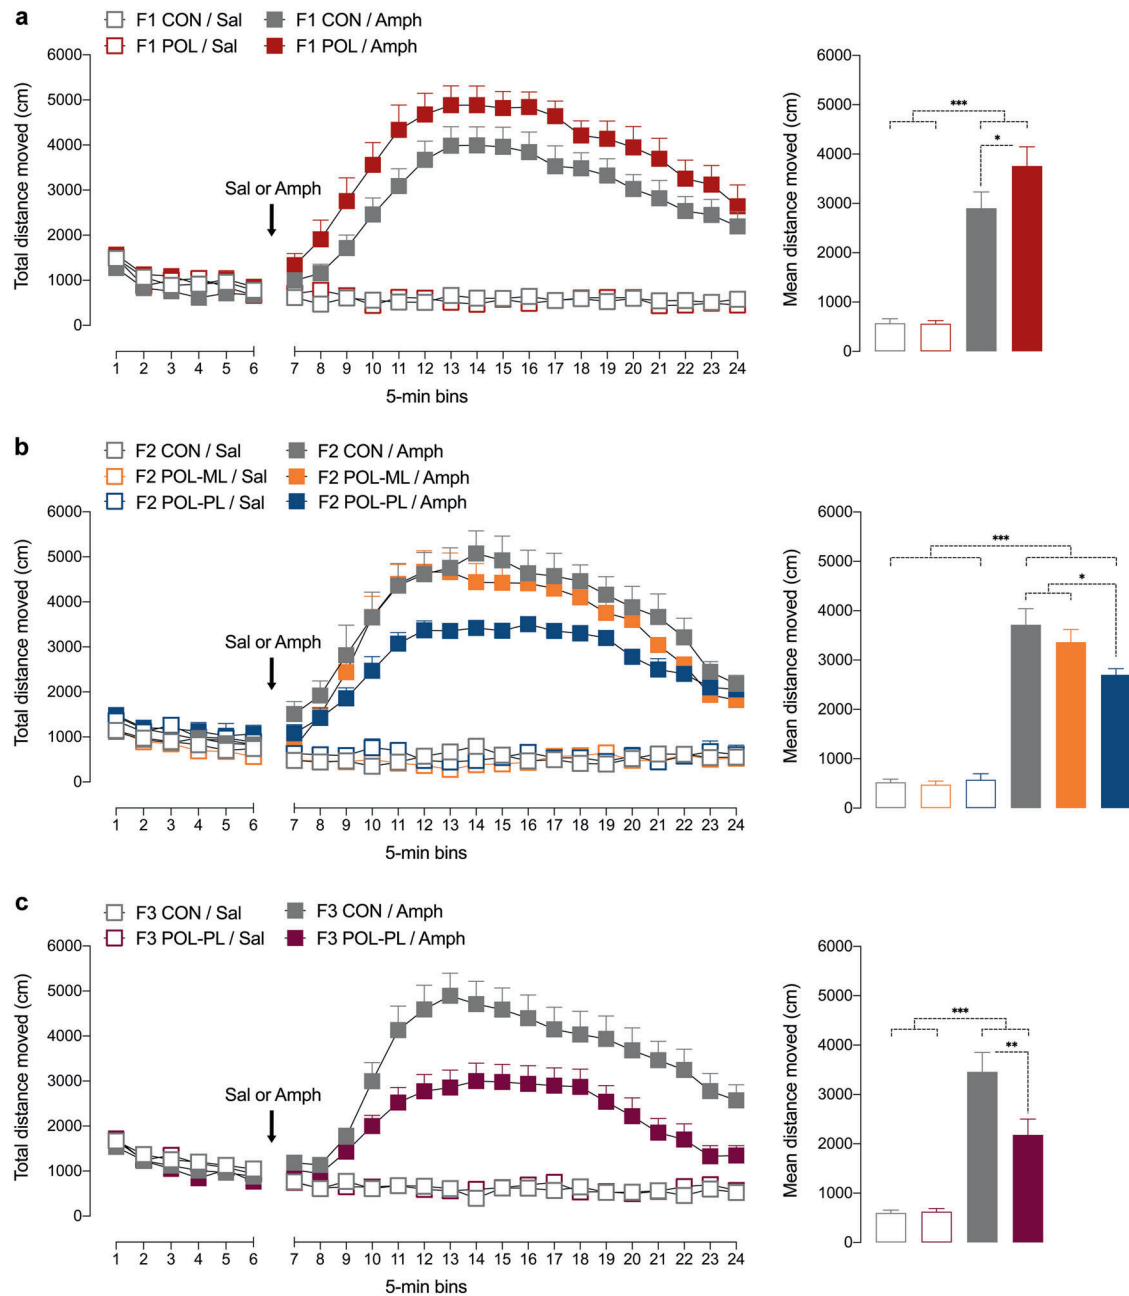 a
F1 CON / Sal
F1 CON / Amph
F1 POL / Sal
F1 POL / Amph
Total distance moved (cm)
6000
5000
4000
3000
2000
1000
0
Sal or Amph
1 2 3 4 5 6 7 8 9 10 11 12 13 14 15 16 17 18 19 20 21 22 23 24
5-min bins
Mean distance moved (cm)
6000
5000
4000
3000
2000
1000
0
***
*
b
F2 CON / Sal
F2 CON / Amph
F2 POL-ML / Sal
F2 POL-ML / Amph
F2 POL-PL / Sal
F2 POL-PL / Amph
Total distance moved (cm)
6000
5000
4000
3000
2000
1000
0
Sal or Amph
1 2 3 4 5 6 7 8 9 10 11 12 13 14 15 16 17 18 19 20 21 22 23 24
5-min bins
Mean distance moved (cm)
6000
5000
4000
3000
2000
1000
0
***
*
c
F3 CON / Sal
F3 CON / Amph
F3 POL-PL / Sal
F3 POL-PL / Amph
Total distance moved (cm)
6000
5000
4000
3000
2000
1000
0
Sal or Amph
1 2 3 4 5 6 7 8 9 10 11 12 13 14 15 16 17 18 19 20 21 22 23 24
5-min bins
Mean distance moved (cm)
6000
5000
4000
3000
2000
1000
0
***
**